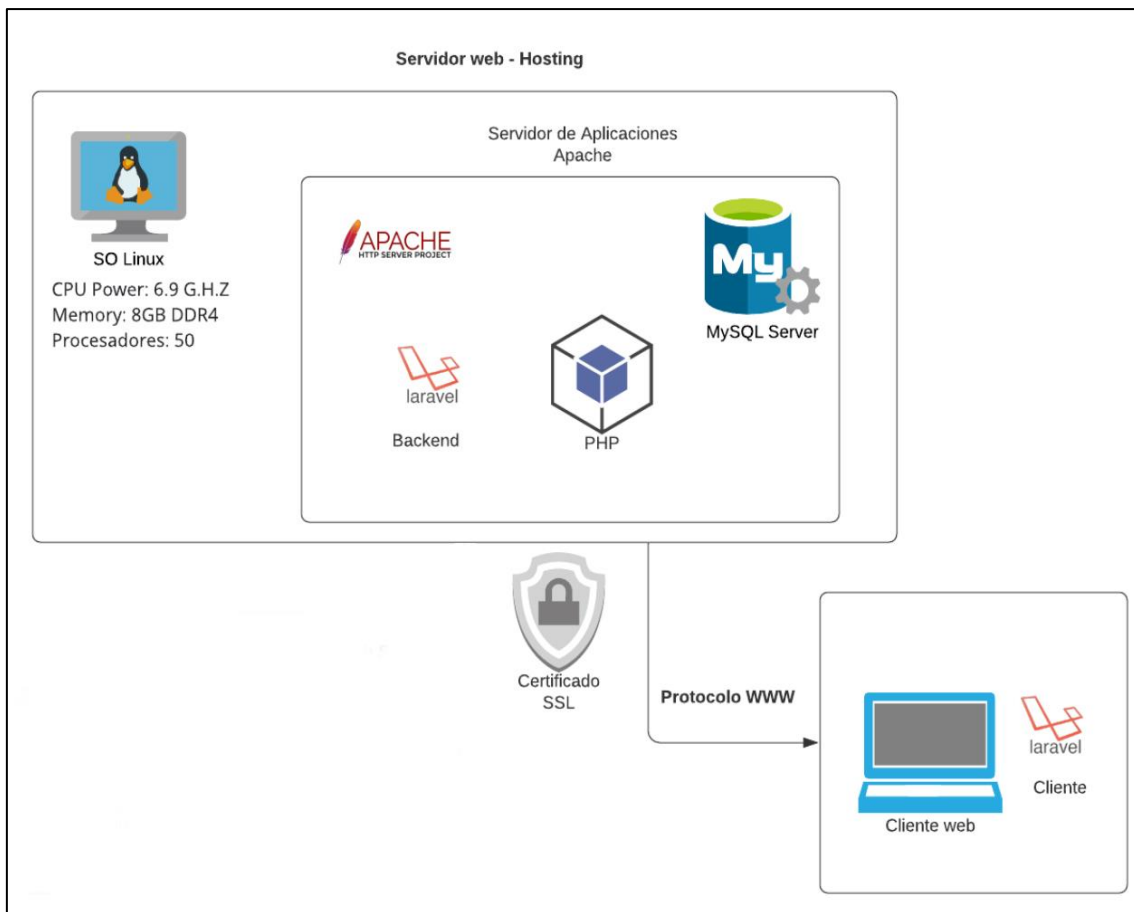 Servidor web - Hosting
Servidor de Aplicaciones
Apache
SO Linux
CPU Power: 6.9 G.H.Z
Memory: 8GB DDR4
Procesadores: 50
APACHE
HTTP SERVER PROJECT
My
MySQL Server
laravel
Backend
PHP
Certificado
SSL
Protocolo WWW
laravel
Cliente
Cliente web